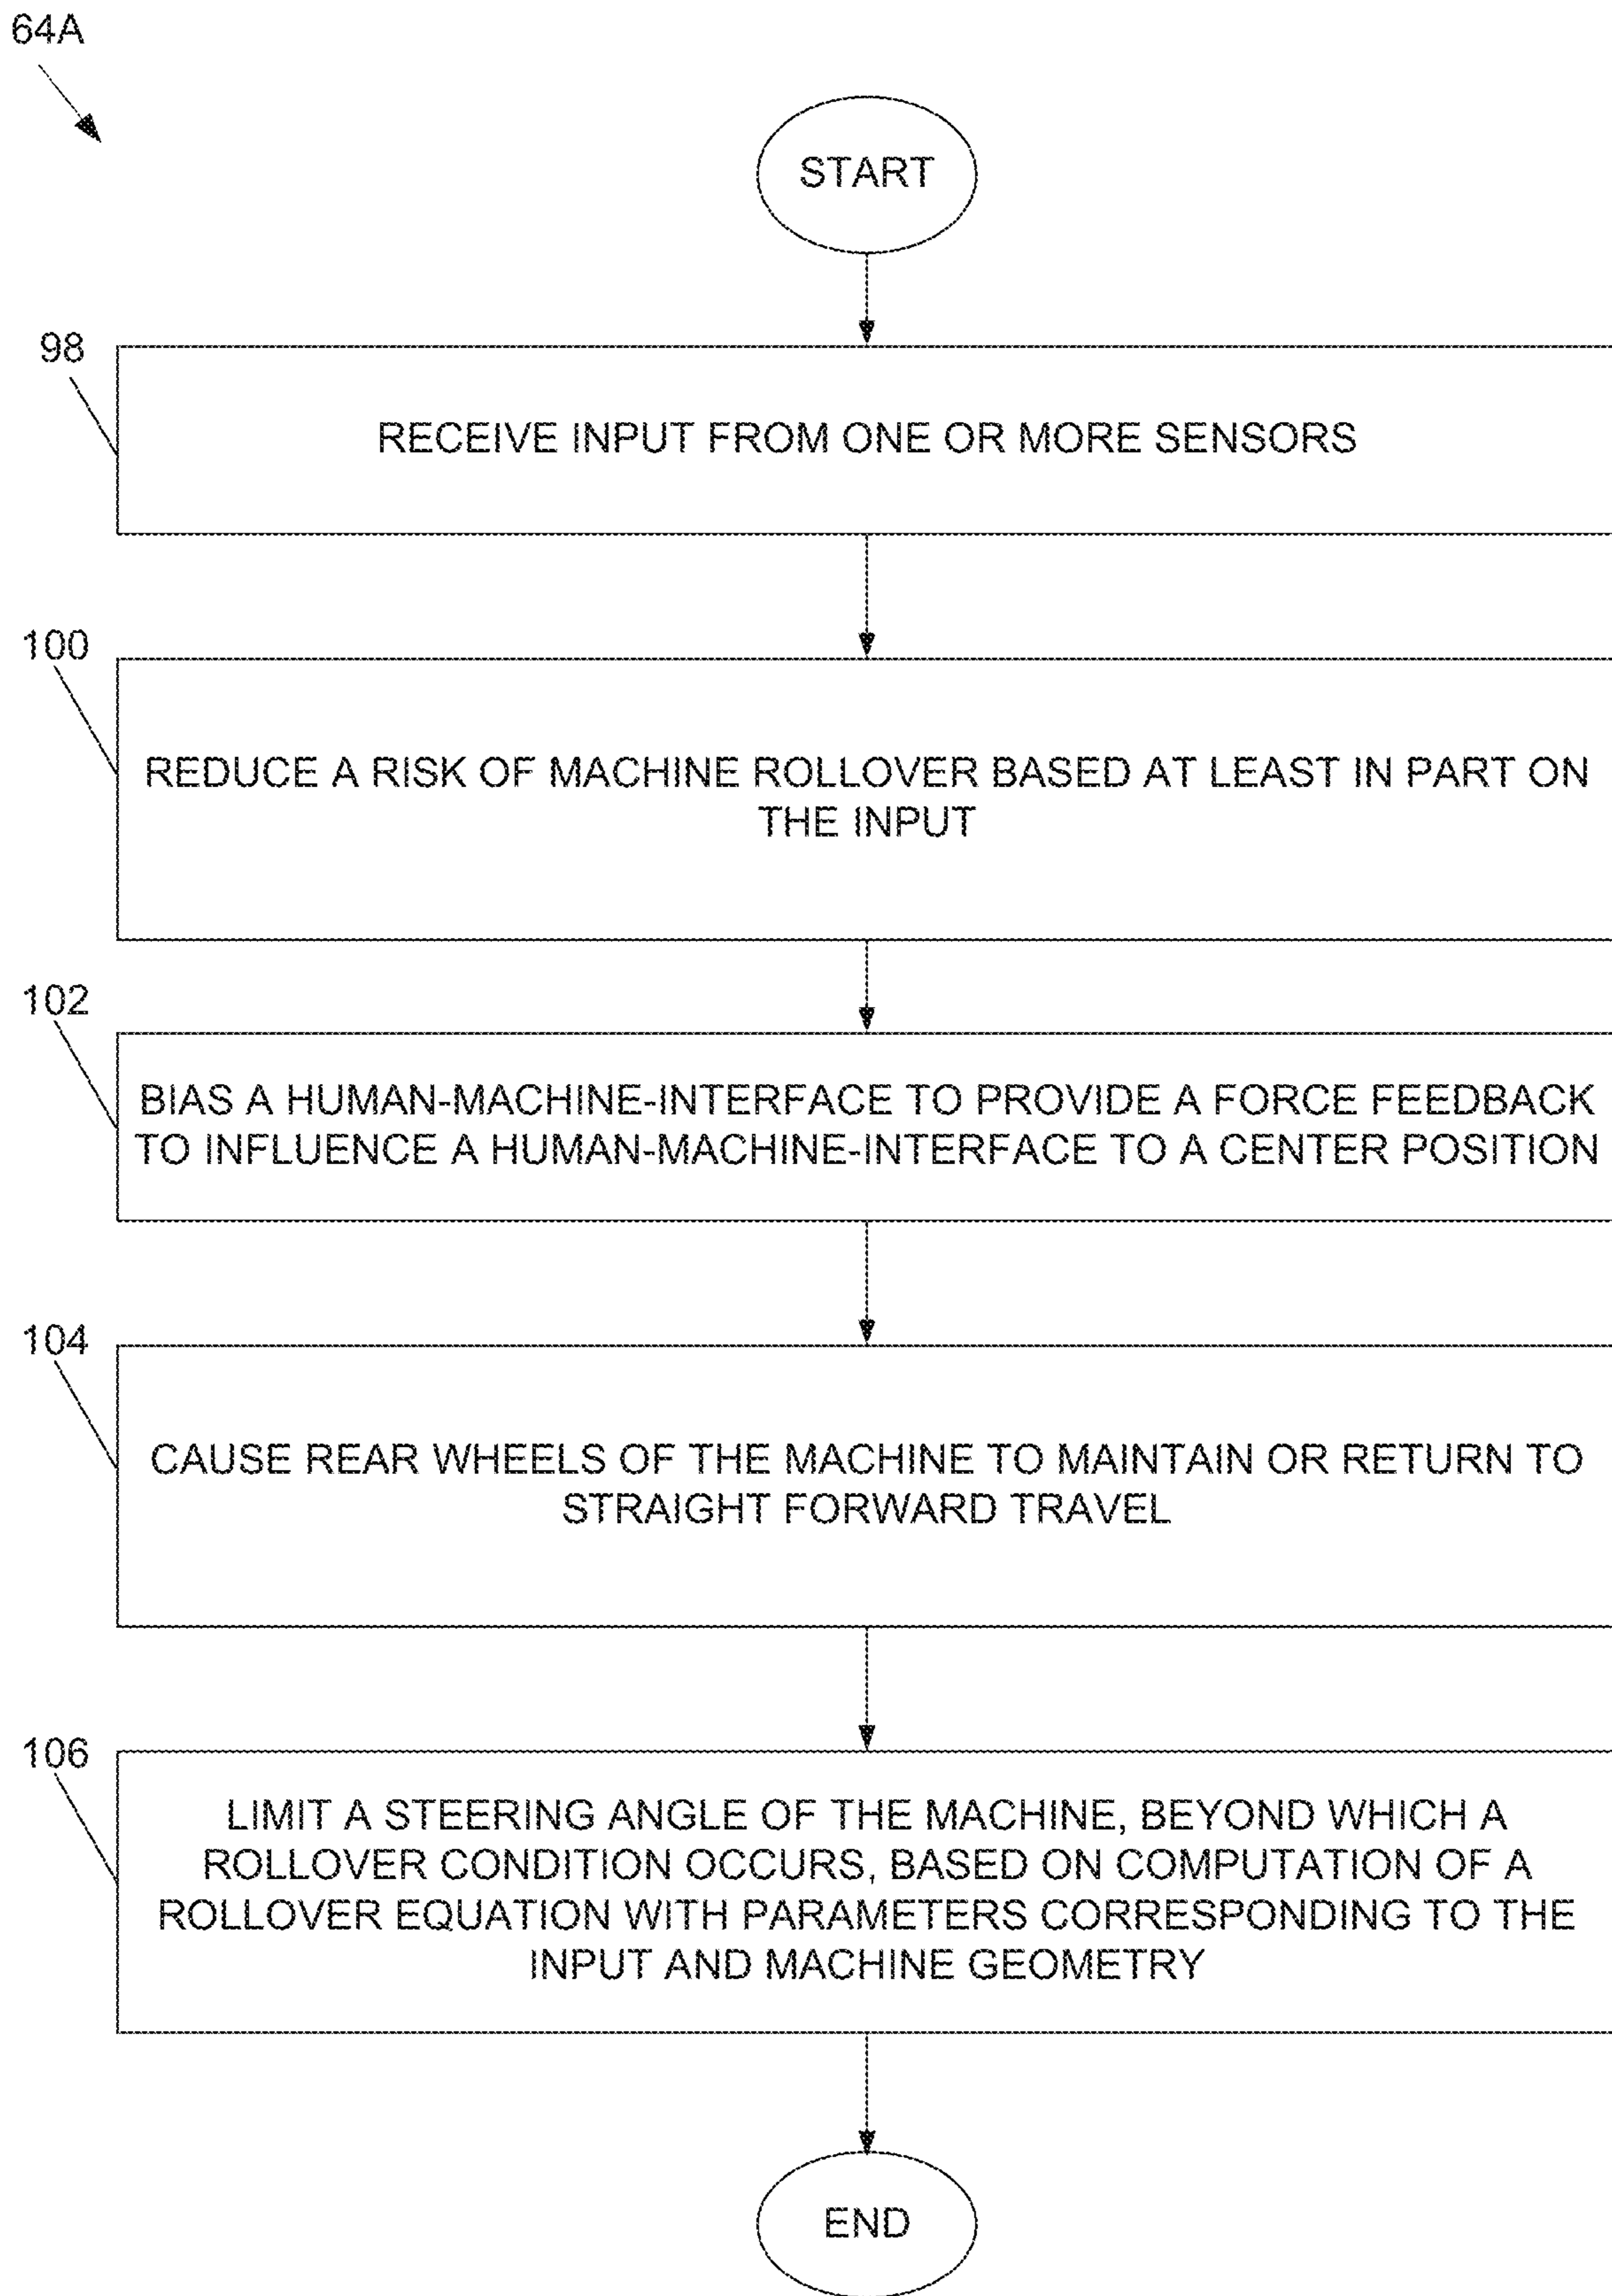 64A
START
98
RECEIVE INPUT FROM ONE OR MORE SENSORS
100
REDUCE A RISK OF MACHINE ROLLOVER BASED AT LEAST IN PART ON
THE INPUT
102
BIAS A HUMAN-MACHINE-INTERFACE TO PROVIDE A FORCE FEEDBACK
TO INFLUENCE A HUMAN-MACHINE-INTERFACE TO A CENTER POSITION
104
CAUSE REAR WHEELS OF THE MACHINE TO MAINTAIN OR RETURN TO
STRAIGHT FORWARD TRAVEL
106
LIMIT A STEERING ANGLE OF THE MACHINE, BEYOND WHICH A
ROLLOVER CONDITION OCCURS, BASED ON COMPUTATION OF A
ROLLOVER EQUATION WITH PARAMETERS CORRESPONDING TO THE
INPUT AND MACHINE GEOMETRY
END